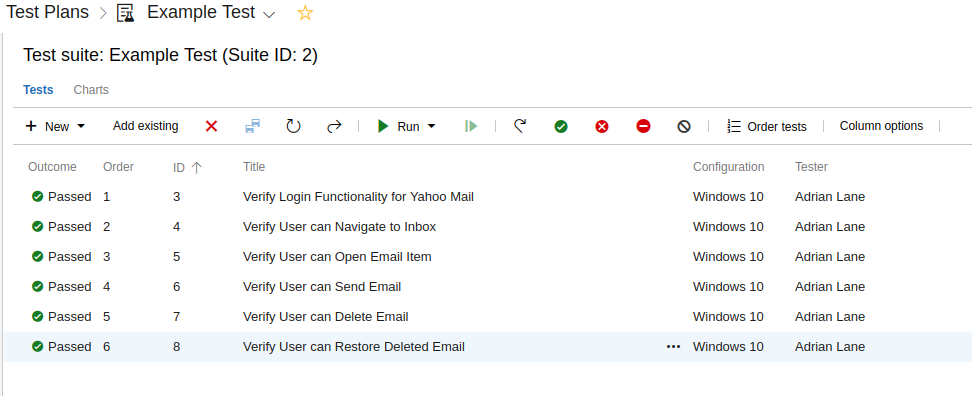 Test Plans Example Test
Test suite: Example Test (Suite ID: 2)
Tests Charts
New Add existing Run Order tests Column options
Outcome Order ID Title Configuration Tester
Passed 1 3 Verify Login Functionality for Yahoo Mail Windows 10 Adrian Lane
Passed 2 4 Verify User can Navigate to Inbox Windows 10 Adrian Lane
Passed 3 5 Verify User can Open Email Item Windows 10 Adrian Lane
Passed 4 6 Verify User can Send Email Windows 10 Adrian Lane
Passed 5 7 Verify User can Delete Email Windows 10 Adrian Lane
Passed 6 8 Verify User can Restore Deleted Email ••• Windows 10 Adrian Lane